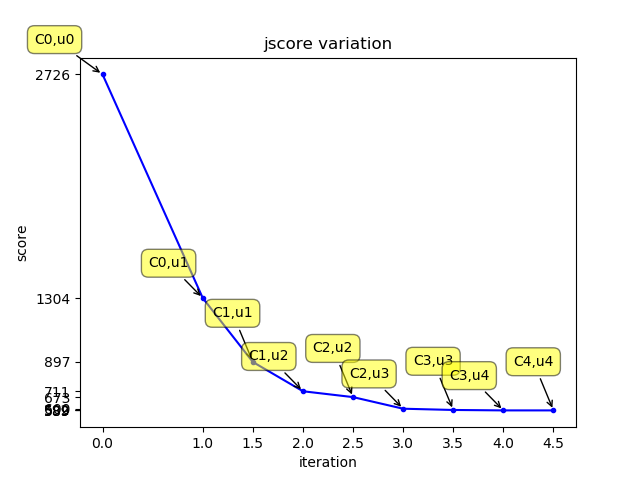 jscore variation
C0,u0
C0,u1
C1,u1
C1,u2
C2,u2
C2,u3
C3,u3
C3,u4
C4,u4
score
2726
1304
897
711
673
0.0 1.0 1.5 2.0 2.5 3.0 3.5 4.0 4.5
iteration